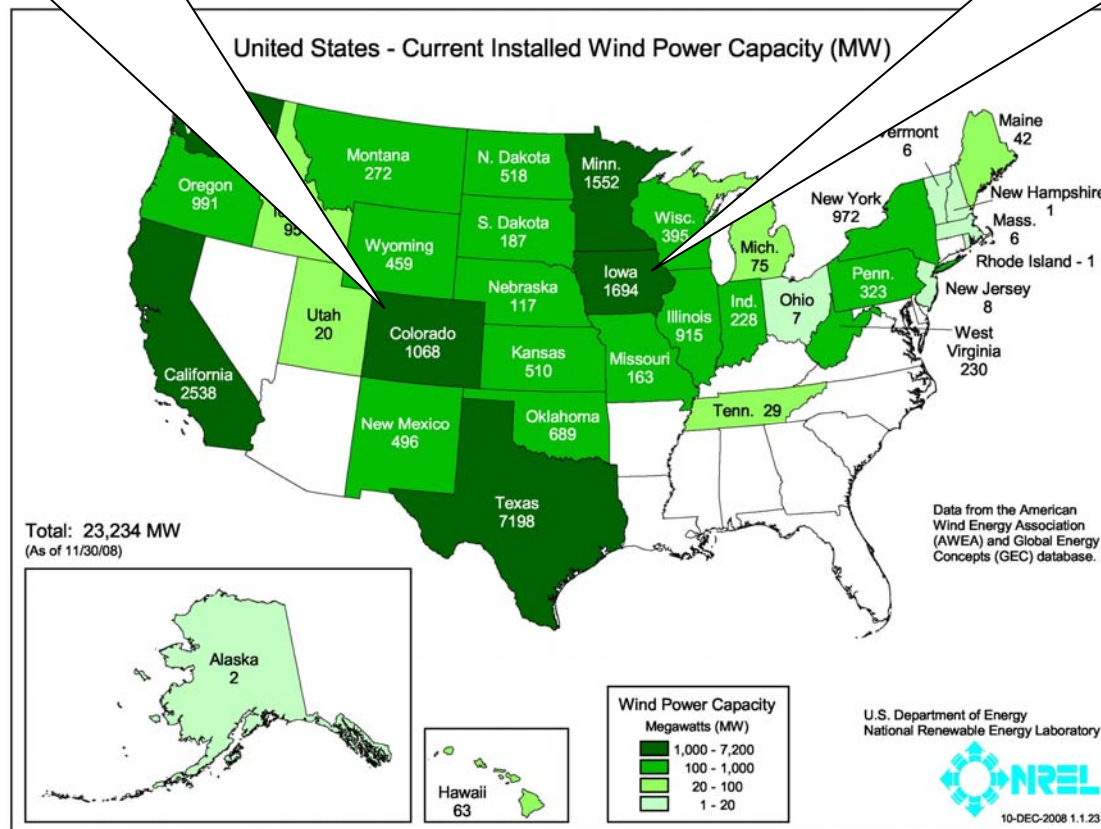 United States - Current Installed Wind Power Capacity (MW)
Montana
272
N. Dakota
518
Minn.
1552
Vermont
6
Maine
42
Oregon
991
95
Wyoming
459
S. Dakota
187
Wisc.
395
Mich.
75
New York
972
New Hampshire
1
Mass.
6
Rhode Island - 1
Iowa
1694
Nebraska
117
Penn.
323
New Jersey
8
Utah
20
Colorado
1068
Illinois
915
Ind.
228
Ohio
7
West
Virginia
230
California
2538
Kansas
510
Missouri
163
New Mexico
496
Oklahoma
689
Tenn. 29
Texas
7198
Total: 23,234 MW
(As of 11/30/08)
Data from the American
Wind Energy Association
(AWEA) and Global Energy
Concepts (GEC) database.
Alaska
2
Hawaii
63
Wind Power Capacity
Megawatts (MW)
1,000 - 7,200
100 - 1,000
20 - 100
1 - 20
U.S. Department of Energy
National Renewable Energy Laboratory
NREL
10-DEC-2008 1.1.23